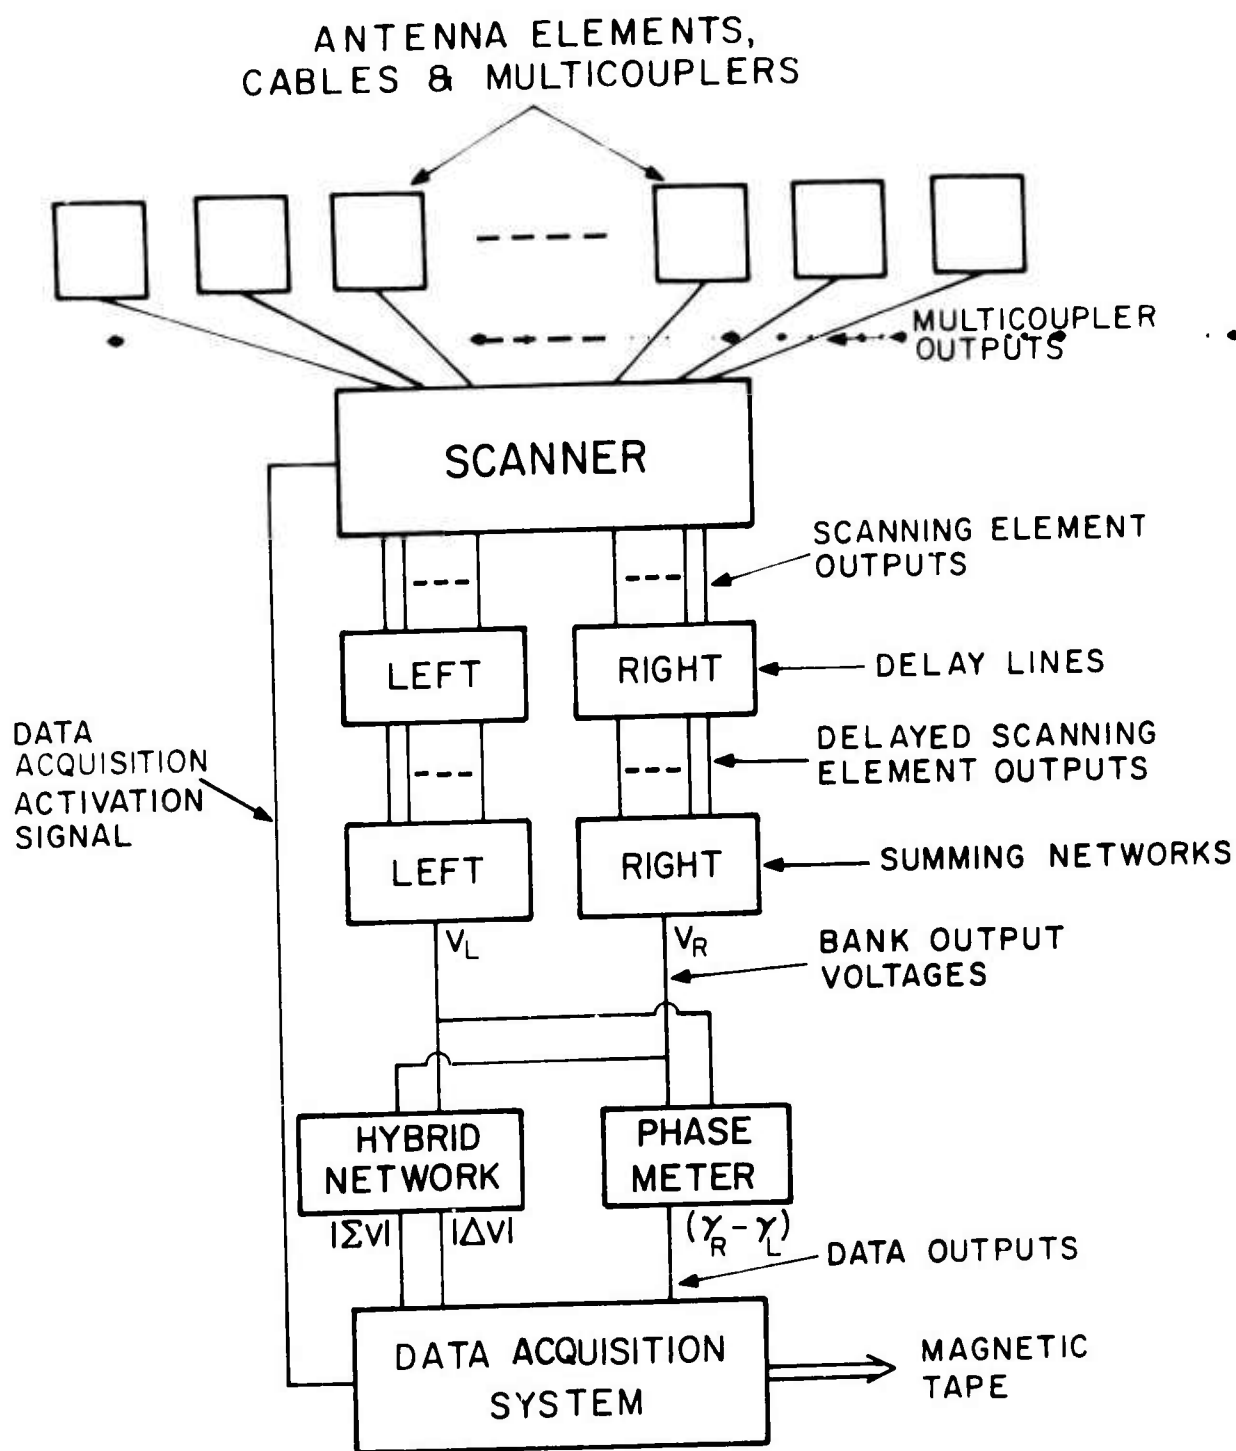 ANTENNA ELEMENTS,
CABLES & MULTICOUPLERS
MULTICOUPLER
OUTPUTS
SCANNER
SCANNING ELEMENT
OUTPUTS
LEFT
RIGHT
DELAY LINES
DATA
ACQUISITION
ACTIVATION
SIGNAL
DELAYED SCANNING
ELEMENT OUTPUTS
LEFT
RIGHT
SUMMING NETWORKS
V_L
V_R
BANK OUTPUT
VOLTAGES
HYBRID
NETWORK
PHASE
METER
|ΣV|
|ΔV|
(γ_R - γ_L)
DATA OUTPUTS
DATA ACQUISITION
SYSTEM
MAGNETIC
TAPE